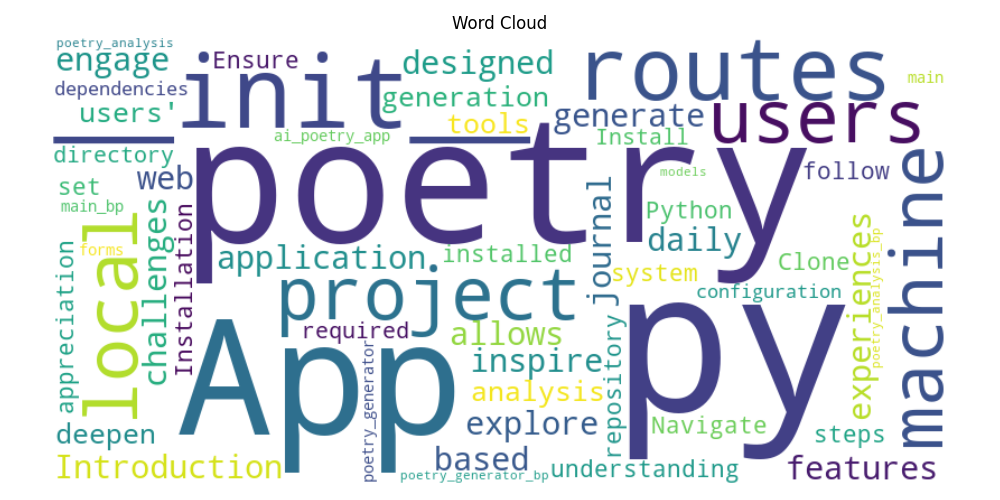 Word Cloud
poetry_analysis
engage
Ensure
designed
routes
main
dependencies
__init__
generation
users'
tools
generate
users
ai_poetry_app
Install
directory
poetry
models
follow
set
web
main_bp
challenges
Installation
journal
Python
daily
machine
local
forms
application
installed
system
Clone
appreciation
project
configuration
experiences
poetry_analysis_bp
required
allows
App
py
inspire
analysis
poetry_generator
repository
explore
Navigate
deepen
steps
Introduction
based
poetry_generator_bp
understanding
features